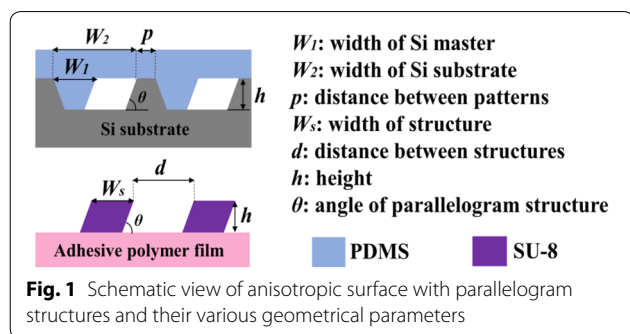 W2 p
W1
θ h
Si substrate
d
Ws
θ h
Adhesive polymer film
W1: width of Si master
W2: width of Si substrate
p: distance between patterns
Ws: width of structure
d: distance between structures
h: height
θ: angle of parallelogram structure
PDMS SU-8
Fig. 1 Schematic view of anisotropic surface with parallelogram
structures and their various geometrical parameters